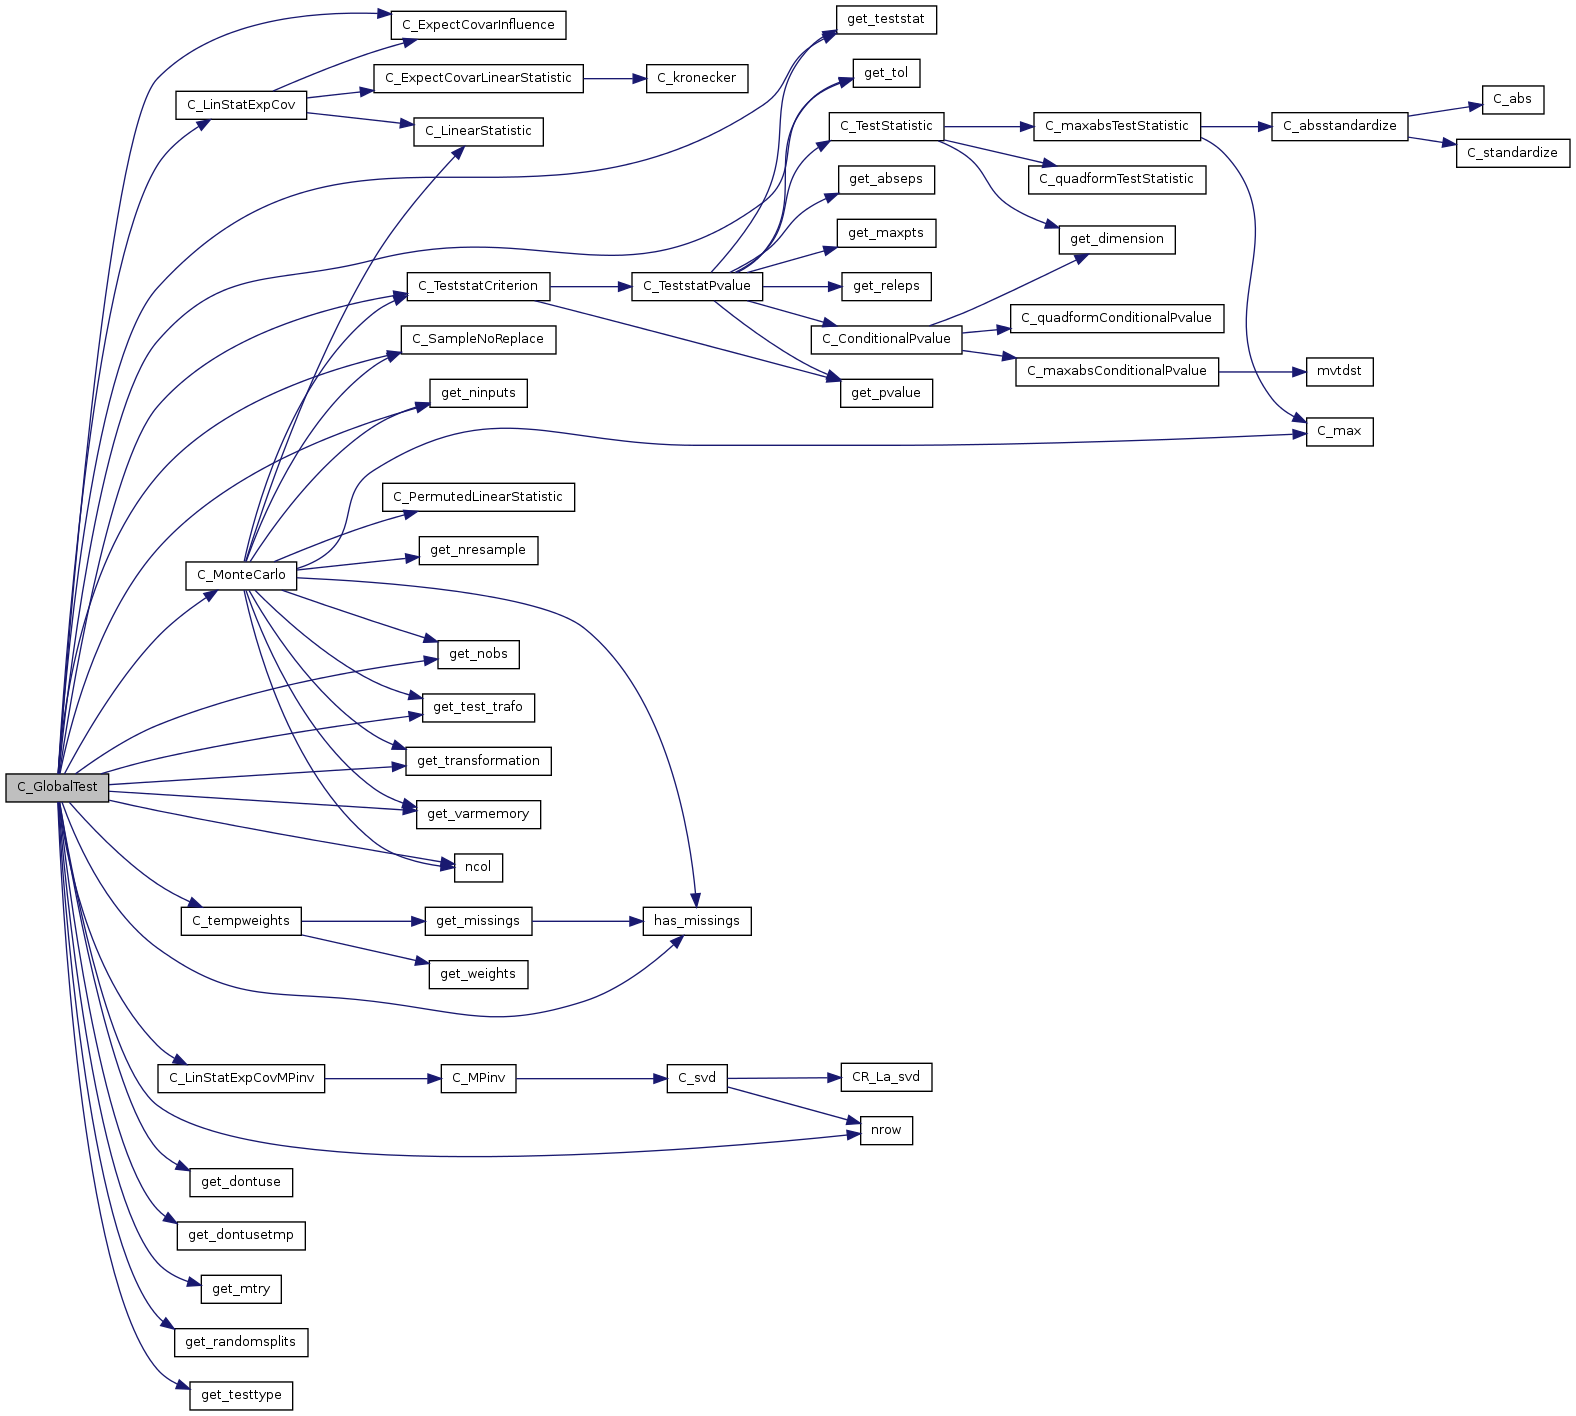 C_ExpectCovarInfluence
get_teststat
C_ExpectCovarLinearStatistic
C_kronecker
get_tol
C_LinStatExpCov
C_abs
C_LinearStatistic
C_TestStatistic
C_maxabsTestStatistic
C_absstandardize
C_standardize
get_abseps
C_quadformTestStatistic
get_maxpts
get_dimension
C_TeststatCriterion
C_TeststatPvalue
get_releps
C_quadformConditionalPvalue
C_SampleNoReplace
C_ConditionalPvalue
C_maxabsConditionalPvalue
mvtdst
get_ninputs
get_pvalue
C_max
C_PermutedLinearStatistic
get_nresample
C_MonteCarlo
get_nobs
get_test_trafo
get_transformation
C_GlobalTest
get_varmemory
ncol
C_tempweights
get_missings
has_missings
get_weights
C_LinStatExpCovMPinv
C_MPinv
C_svd
CR_La_svd
nrow
get_dontuse
get_dontusetmp
get_mtry
get_randomsplits
get_testtype